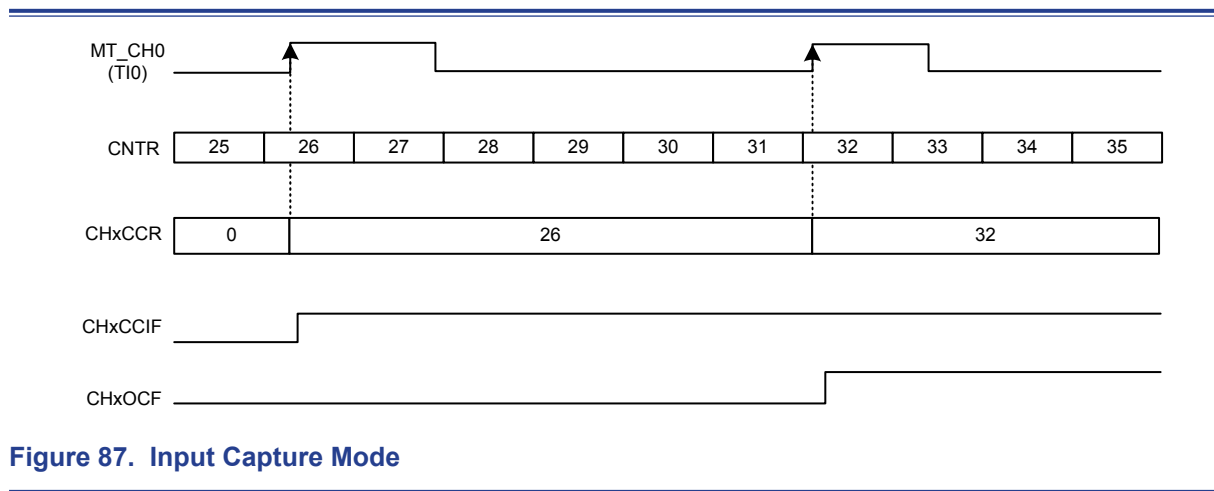 MT_CH0
(TI0)
CNTR 25 26 27 28 29 30 31 32 33 34 35
CHxCCR 0 26 32
CHxCCIF
CHxOCF
Figure 87. Input Capture Mode